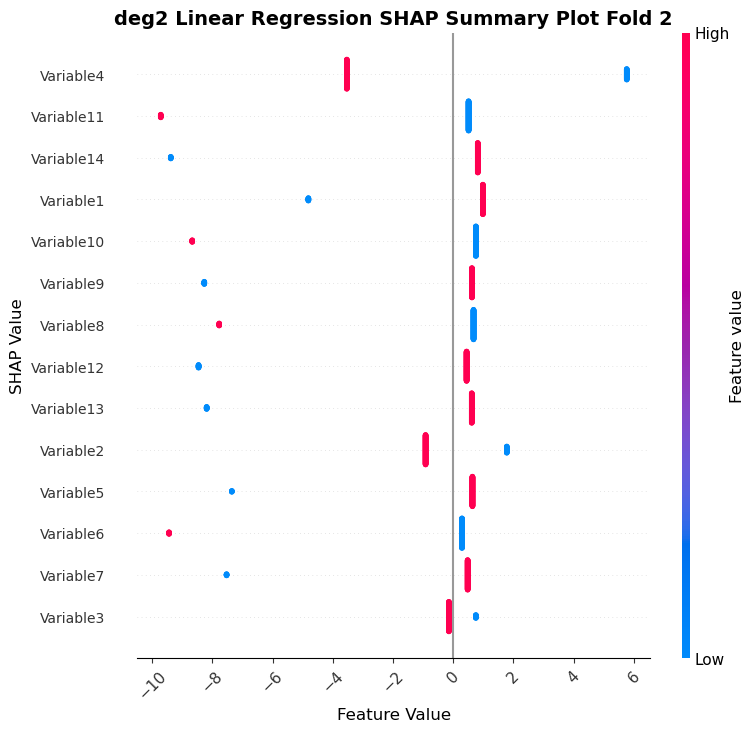 deg2 Linear Regression SHAP Summary Plot Fold 2
High
Variable4
Variable11
Variable14
Variable1
Variable10
Variable9
Variable8
Variable12
Variable13
Variable2
Variable5
Variable6
Variable7
Variable3
SHAP Value
Feature value
Low
−10
−8
−6
−4
−2
0
2
4
6
Feature Value